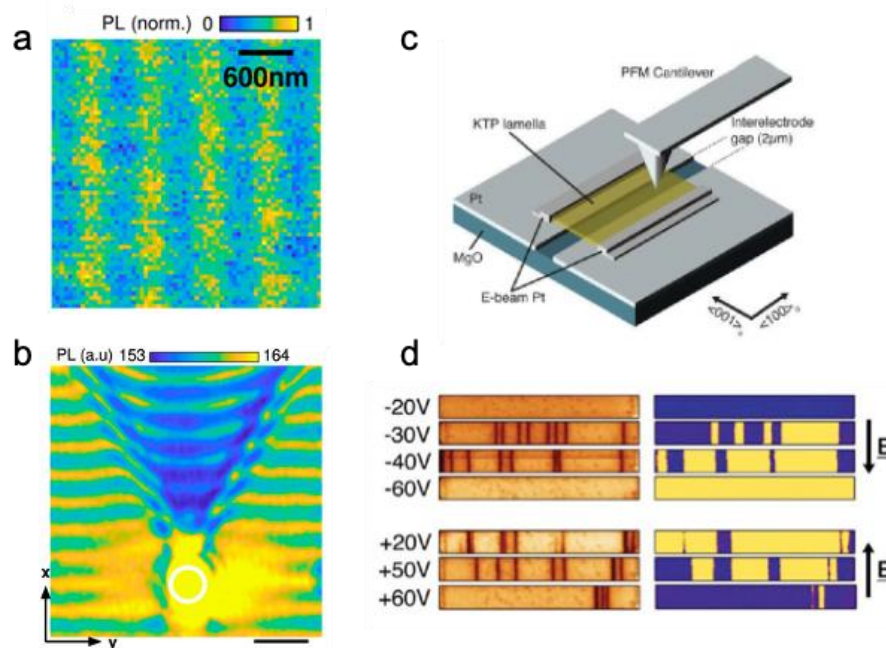 a
PL (norm.) 0 1
600nm
b
PL (a.u) 153 164
x
y
c
PFM Cantilever
KTP lamella
Interelectrode
gap (2µm)
Pt
MgO
E-beam Pt
<001>
<100>
d
-20V
-30V
-40V
-60V
E
+20V
+50V
+60V
E